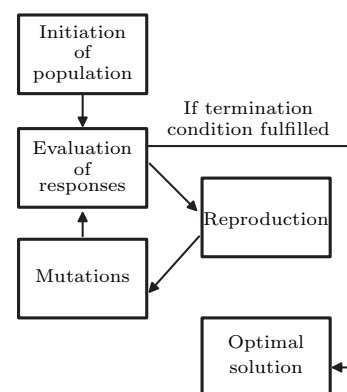 Initiation
of
population
If termination
condition fulfilled
Evaluation
of
responses
Reproduction
Mutations
Optimal
solution